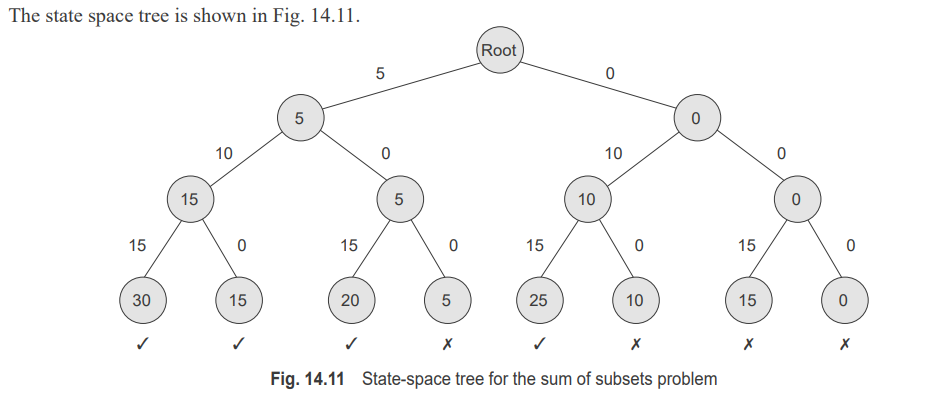 The state space tree is shown in Fig. 14.11.
Root
5 0
5 0
10 0 10 0
15 5 10 0
15 0 15 0 15 0 15 0
30 15 20 5 25 10 15 0
✓ ✓ ✓ ✗ ✓ ✗ ✗ ✗
Fig. 14.11 State-space tree for the sum of subsets problem